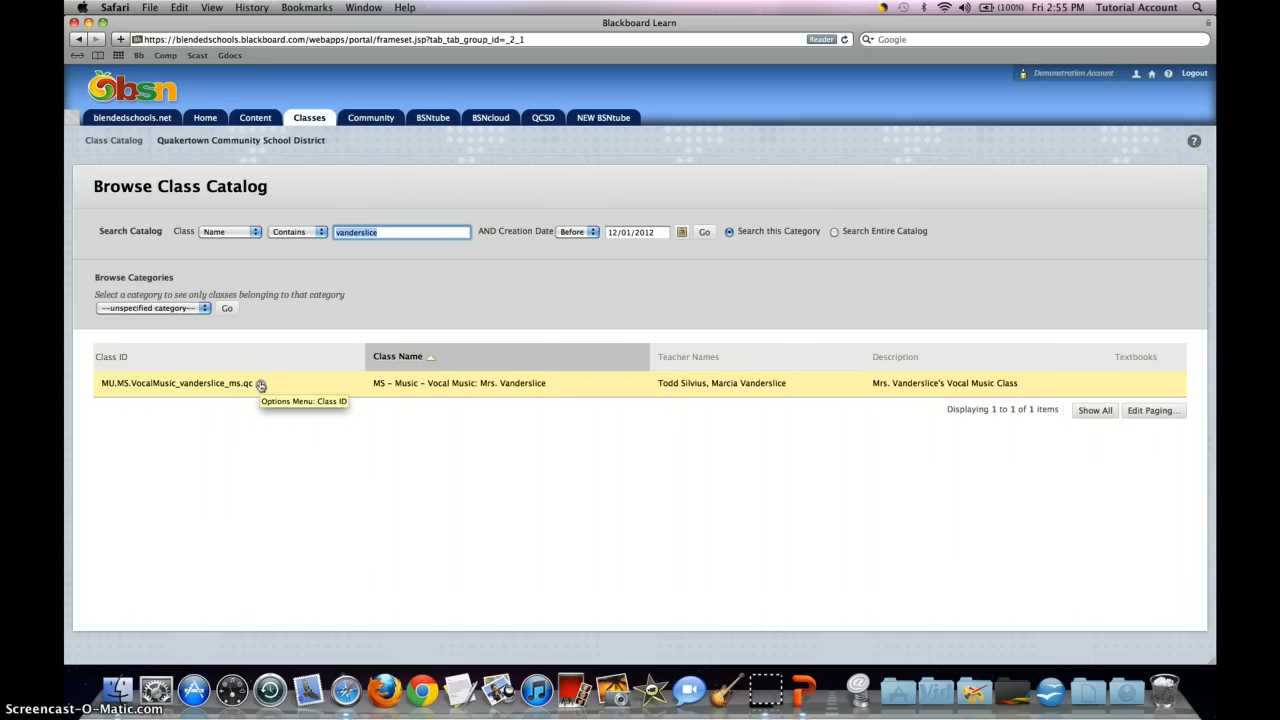 Safari File Edit View History Bookmarks Window Help (100%) Fri 2:55 PM Tutorial Account
Blackboard Learn
https://blendedschools.blackboard.com/webapps/portal/frameset.jsp?tab_tab_group_id=_2_1 Reader Google
Bb Comp Scast Gdocs
bsn Demonstration Account Logout
blendedschools.net Home Content Classes Community BSNtube BSNcloud QCSD NEW BSNtube
Class Catalog Quakertown Community School District ?
Browse Class Catalog
Search Catalog Class Name Contains vanderslice AND Creation Date Before 12/01/2012 Go Search this Category Search Entire Catalog
Browse Categories
Select a category to see only classes belonging to that category
--unspecified category-- Go
Class ID Class Name Teacher Names Description Textbooks
MU.MS.VocalMusic_vanderslice_ms.qc MS - Music - Vocal Music: Mrs. Vanderslice Todd Silvius, Marcia Vanderslice Mrs. Vanderslice's Vocal Music Class
Options Menu: Class ID
Displaying 1 to 1 of 1 items Show All Edit Paging...
Screencast-O-Matic.com